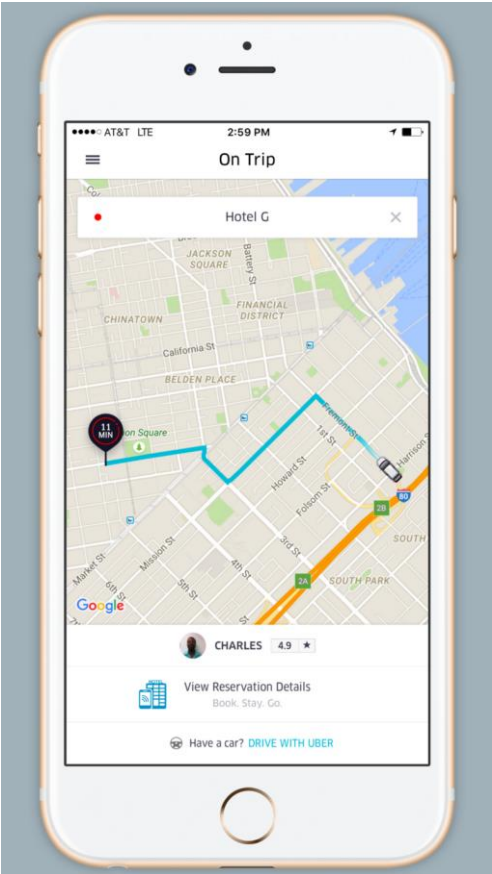 AT&T LTE
2:59 PM
On Trip
Hotel G
JACKSON
SQUARE
Battery St
FINANCIAL
DISTRICT
CHINATOWN
California St
BELDEN PLACE
11
MIN
on Square
Fremont St
1st St
Harrison
Howard St
Folsom St
80
2B
SOUTH
3rd St
Market St
Mission St
4th St
5th St
6th St
2A
SOUTH PARK
Google
CHARLES 4.9 ★
View Reservation Details
Book. Stay. Go.
Have a car? DRIVE WITH UBER